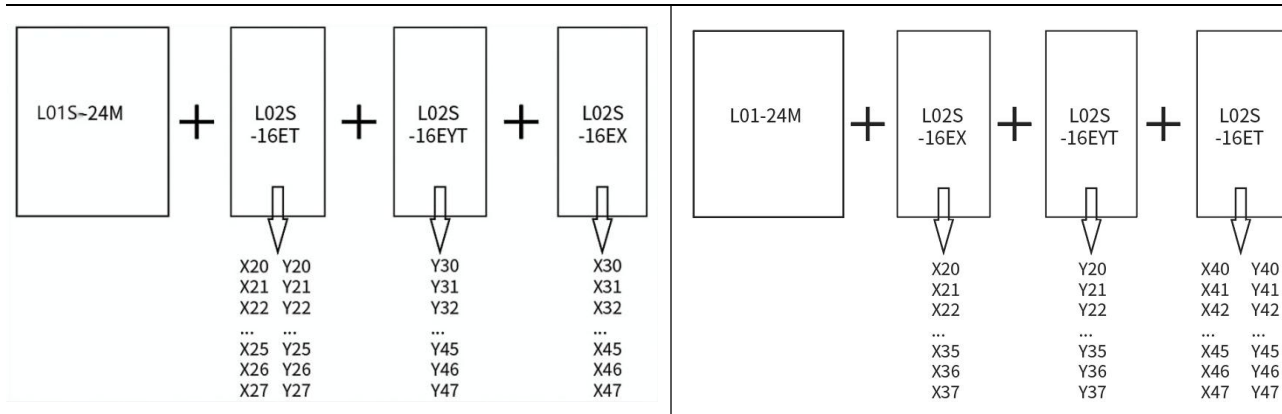 L01S-24M
+
L02S
-16ET
+
L02S
-16EYT
+
L02S
-16EX
X20 Y20
X21 Y21
X22 Y22
... ...
X25 Y25
X26 Y26
X27 Y27
Y30
Y31
Y32
...
Y45
Y46
Y47
X30
X31
X32
...
X45
X46
X47
L01-24M
+
L02S
-16EX
+
L02S
-16EYT
+
L02S
-16ET
X20
X21
X22
...
X35
X36
X37
Y20
Y21
Y22
...
Y35
Y36
Y37
X40 Y40
X41 Y41
X42 Y42
... ...
X45 Y45
X46 Y46
X47 Y47